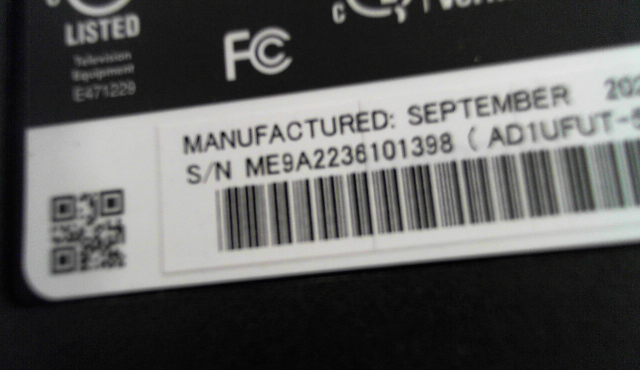 LISTED
Television
Equipment
E471229
FC
MANUFACTURED: SEPTEMBER
S/N ME9A2236101398 ( AD1UFUT-